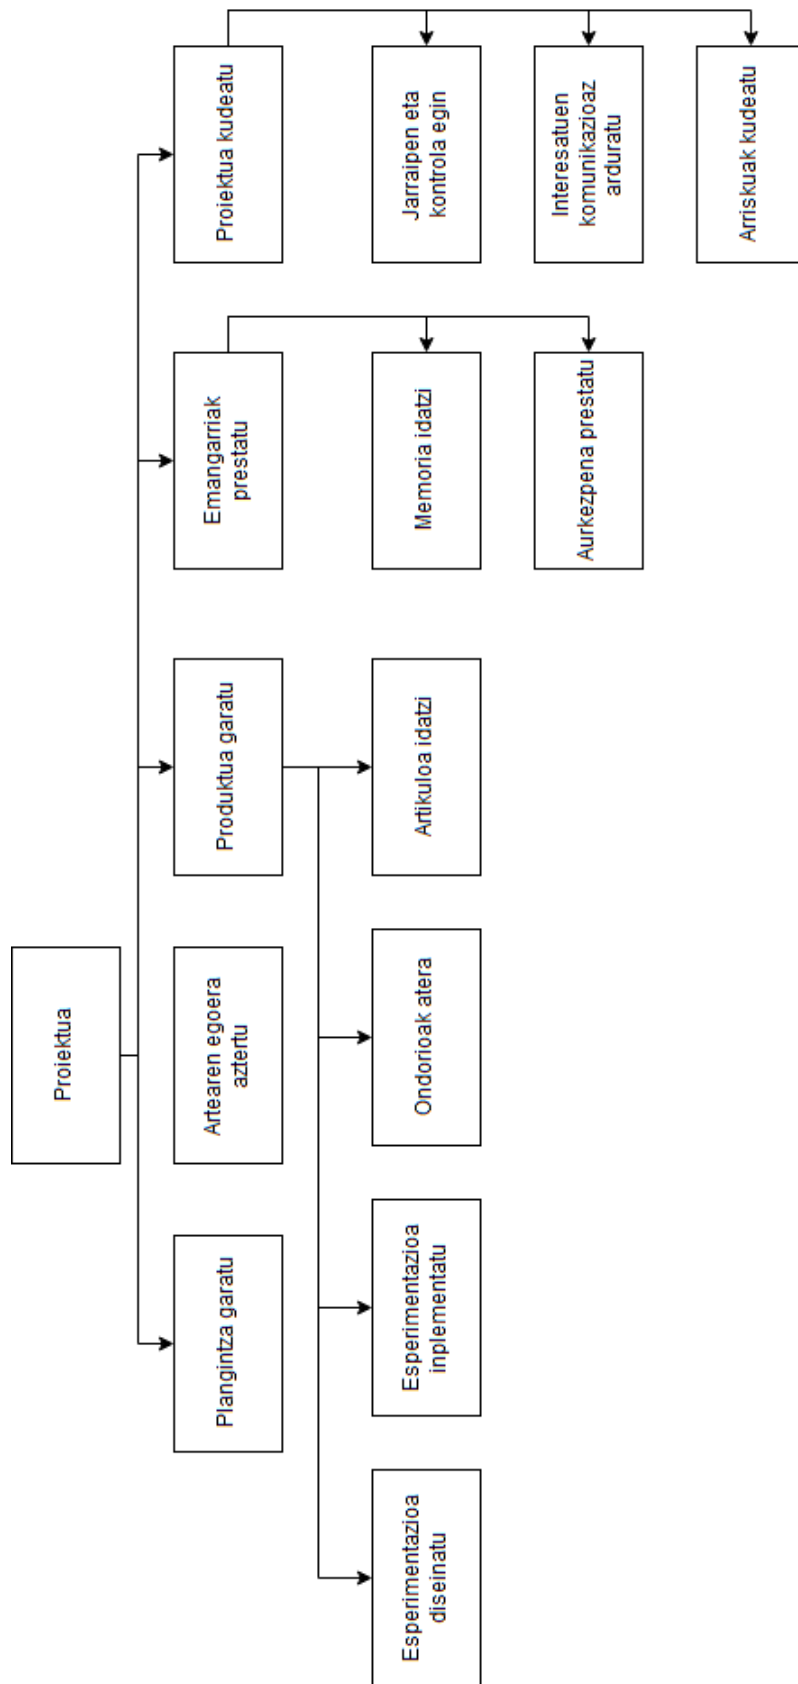 Proiektua
Plangintza garatu
Artearen egoera
aztertu
Produktua garatu
Emangarriak
prestatu
Proiektua kudeatu
Esperimentazioa
diseinatu
Esperimentazioa
inplementatu
Ondorioak atera
Artikuloa idatzi
Memoria idatzi
Aurkezpena prestatu
Jarraipen eta
kontrola egin
Interesatuen
komunikazioaz
arduratu
Arriskuak kudeatu